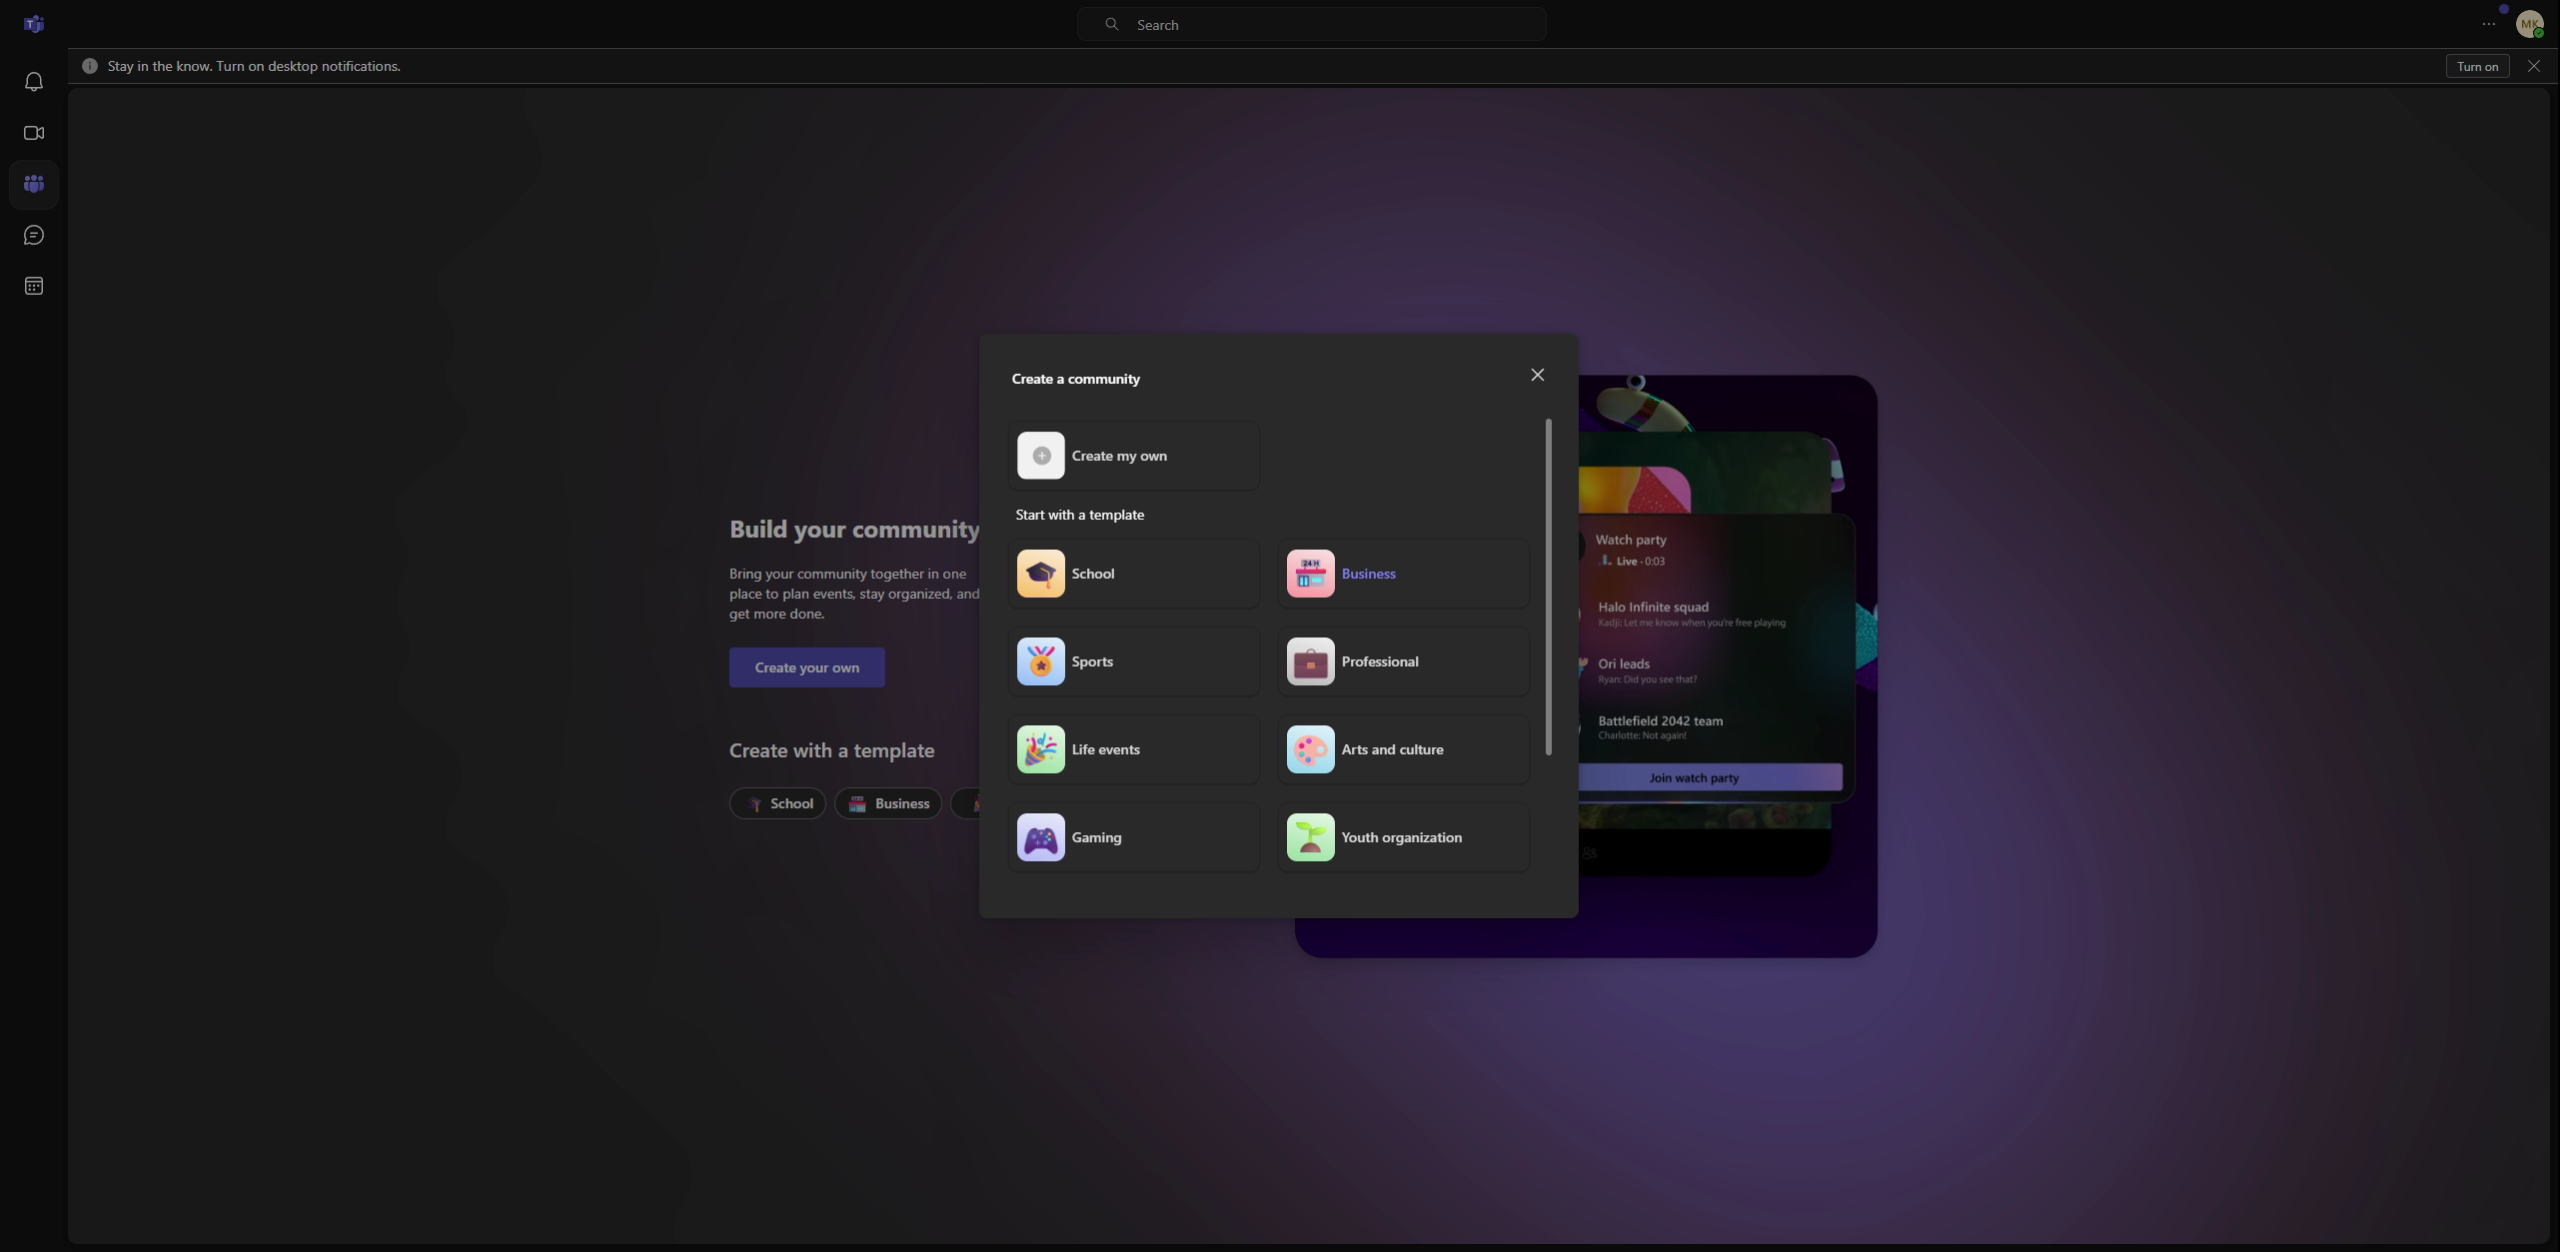 Search
MK
Stay in the know. Turn on desktop notifications.
Turn on
Create a community
Create my own
Start with a template
School
Business
Sports
Professional
Life events
Arts and culture
Gaming
Youth organization
Build your community
Bring your community together in one
place to plan events, stay organized, and
get more done.
Create your own
Create with a template
School
Business
Watch party
Live - 0:03
Halo Infinite squad
Kadji: Let me know when you're free playing
Ori leads
Ryan: Did you see that?
Battlefield 2042 team
Charlotte: Not again!
Join watch party